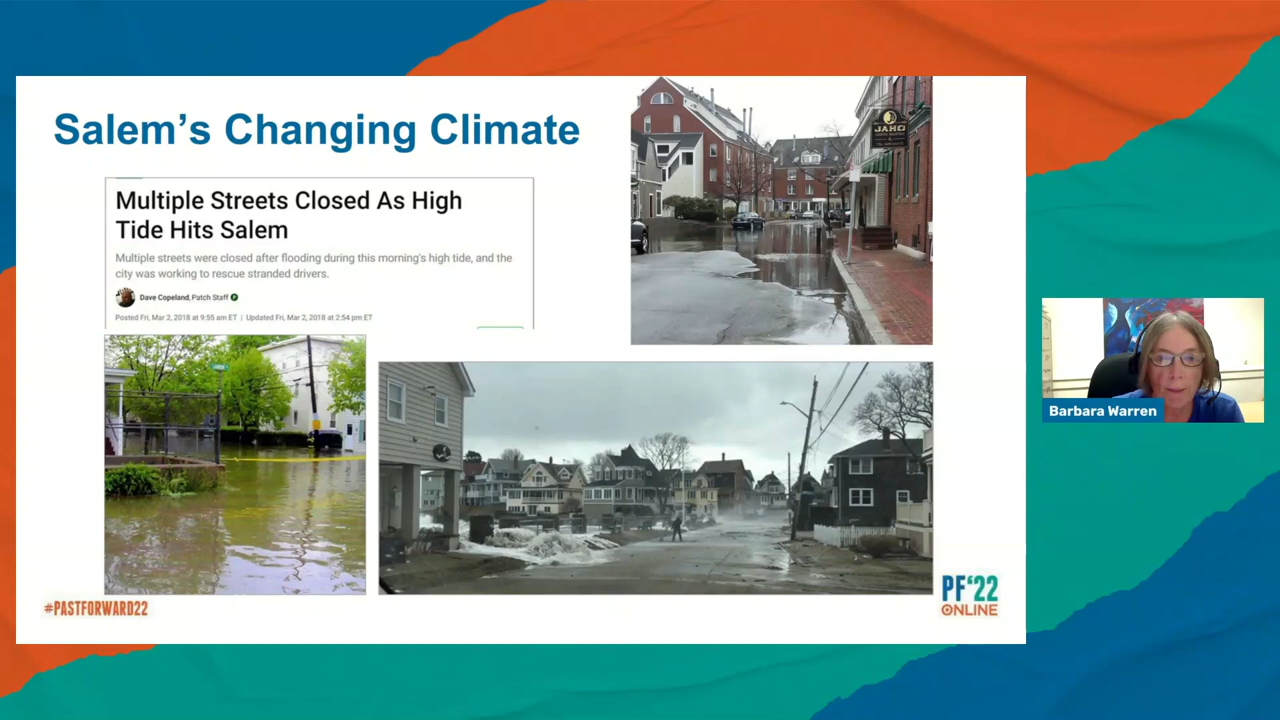 Salem's Changing Climate
Multiple Streets Closed As High
Tide Hits Salem
Multiple streets were closed after flooding during this morning's high tide, and the
city was working to rescue stranded drivers.
Dave Copeland, Patch Staff
Posted Fri, Mar 2, 2018 at 9:55 am ET | Updated Fri, Mar 2, 2018 at 2:54 pm ET
JAHO
#PASTFORWARD22
PF'22
ONLINE
Barbara Warren